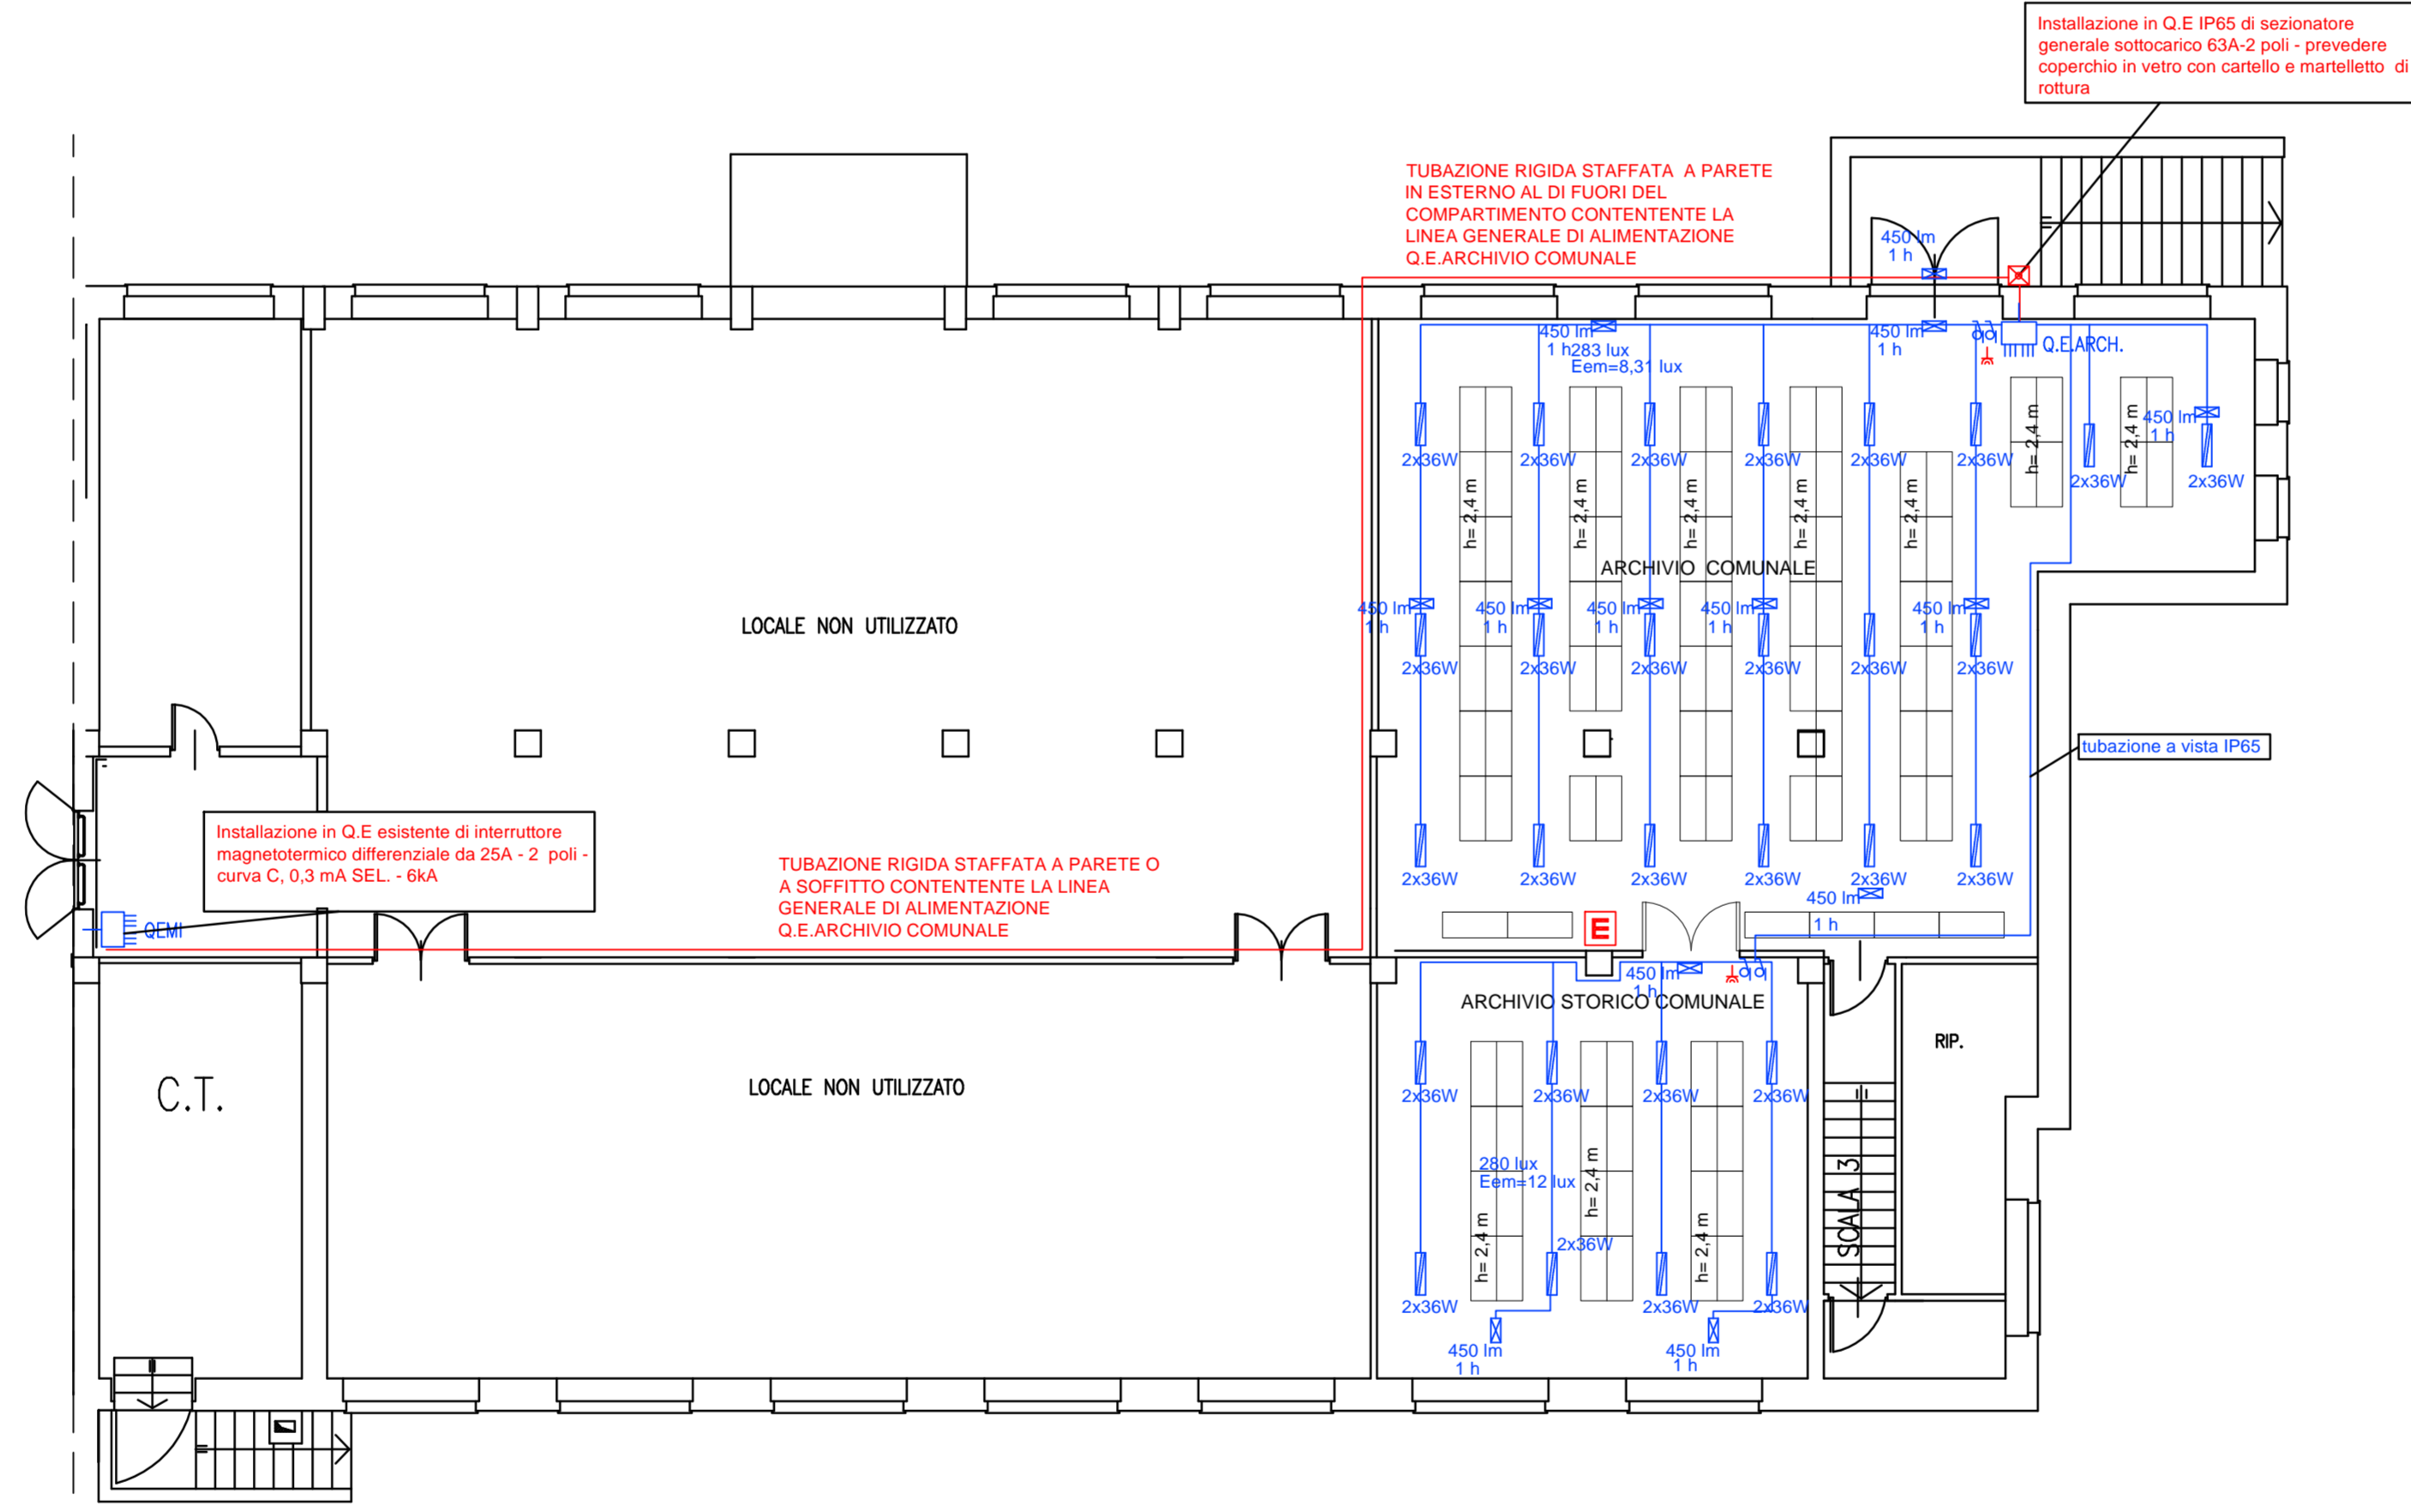 Installazione in Q.E IP65 di sezionatore
generale sottocarico 63A-2 poli - prevedere
coperchio in vetro con cartello e martelletto di
rottura
TUBAZIONE RIGIDA STAFFATA A PARETE
IN ESTERNO AL DI FUORI DEL
COMPARTIMENTO CONTENTENTE LA
LINEA GENERALE DI ALIMENTAZIONE
Q.E.ARCHIVIO COMUNALE
450 lm
1 h
450 lm
1 h
283 lux
Eem=8,31 lux
450 lm
1 h
Q.E.ARCH.
450 lm
1 h
h= 2,4 m
h= 2,4 m
2x36W
2x36W
2x36W
2x36W
2x36W
2x36W
2x36W
2x36W
h= 2,4 m
h= 2,4 m
h= 2,4 m
h= 2,4 m
h= 2,4 m
ARCHIVIO COMUNALE
450 lm
1 h
450 lm
1 h
450 lm
1 h
450 lm
1 h
450 lm
1 h
LOCALE NON UTILIZZATO
2x36W
2x36W
2x36W
2x36W
2x36W
2x36W
tubazione a vista IP65
Installazione in Q.E esistente di interruttore
magnetotermico differenziale da 25A - 2 poli -
curva C, 0,3 mA SEL. - 6kA
TUBAZIONE RIGIDA STAFFATA A PARETE O
A SOFFITTO CONTENTENTE LA LINEA
GENERALE DI ALIMENTAZIONE
Q.E.ARCHIVIO COMUNALE
2x36W
2x36W
2x36W
2x36W
2x36W
2x36W
450 lm
1 h
QEMI
E
450 lm
1 h
ARCHIVIO STORICO COMUNALE
RIP.
C.T.
LOCALE NON UTILIZZATO
2x36W
2x36W
2x36W
2x36W
280 lux
Eem=12 lux
h= 2,4 m
h= 2,4 m
h= 2,4 m
SCALA 3
2x36W
2x36W
2x36W
2x36W
450 lm
1 h
450 lm
1 h